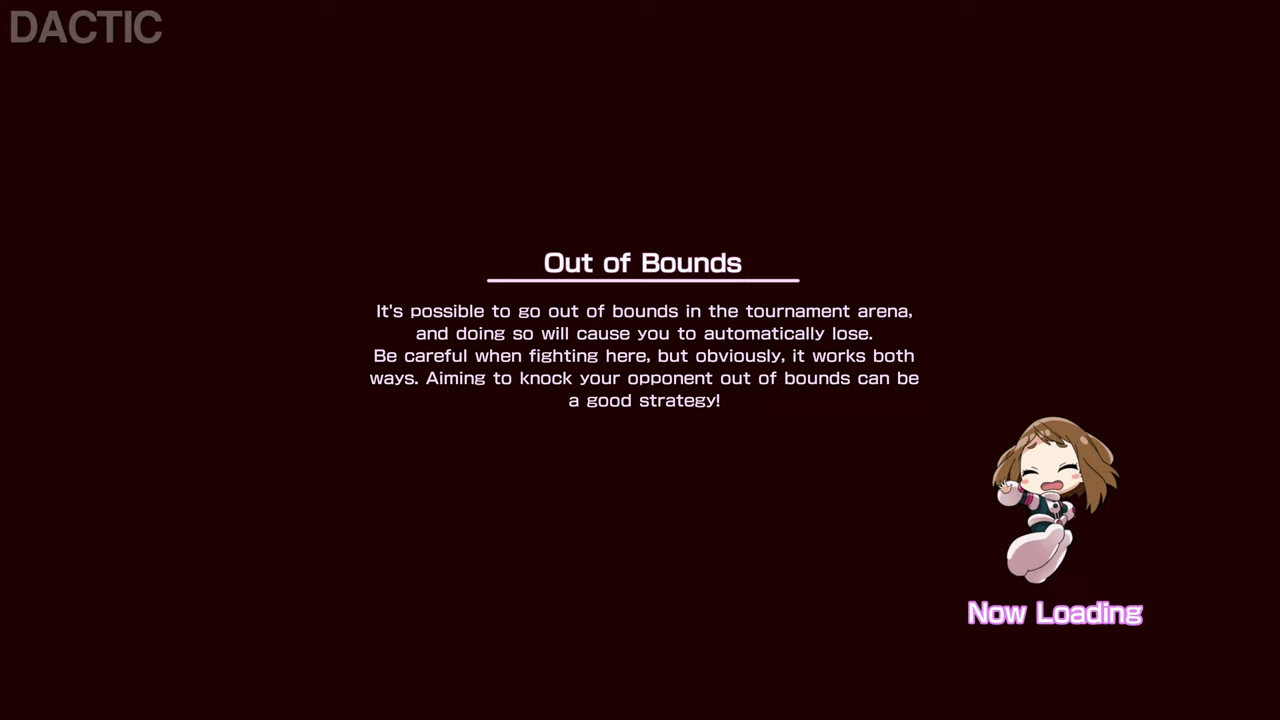 DACTIC
Out of Bounds
It's possible to go out of bounds in the tournament arena,
and doing so will cause you to automatically lose.
Be careful when fighting here, but obviously, it works both
ways. Aiming to knock your opponent out of bounds can be
a good strategy!
Now Loading